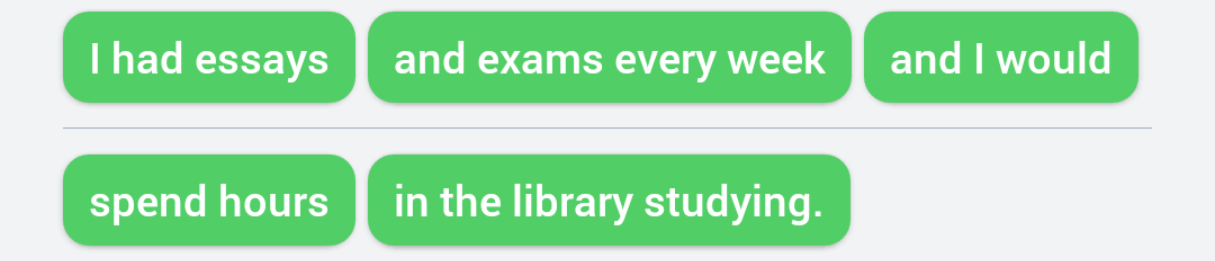 I had essays and exams every week and I would
spend hours in the library studying.